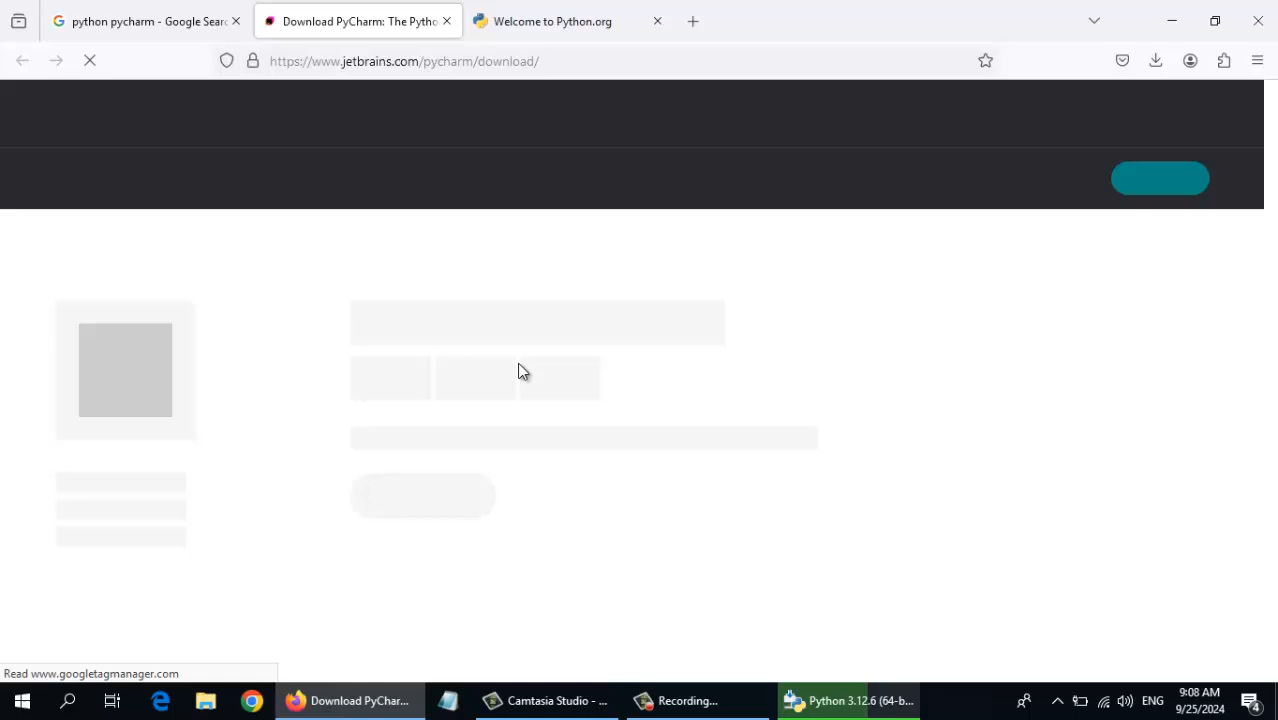 python pycharm - Google Searc
Download PyCharm: The Pytho
Welcome to Python.org
https://www.jetbrains.com/pycharm/download/
Read www.googletagmanager.com
Download PyChar...
Camtasia Studio - ...
Recording...
Python 3.12.6 (64-b...
ENG
9:08 AM
9/25/2024
4